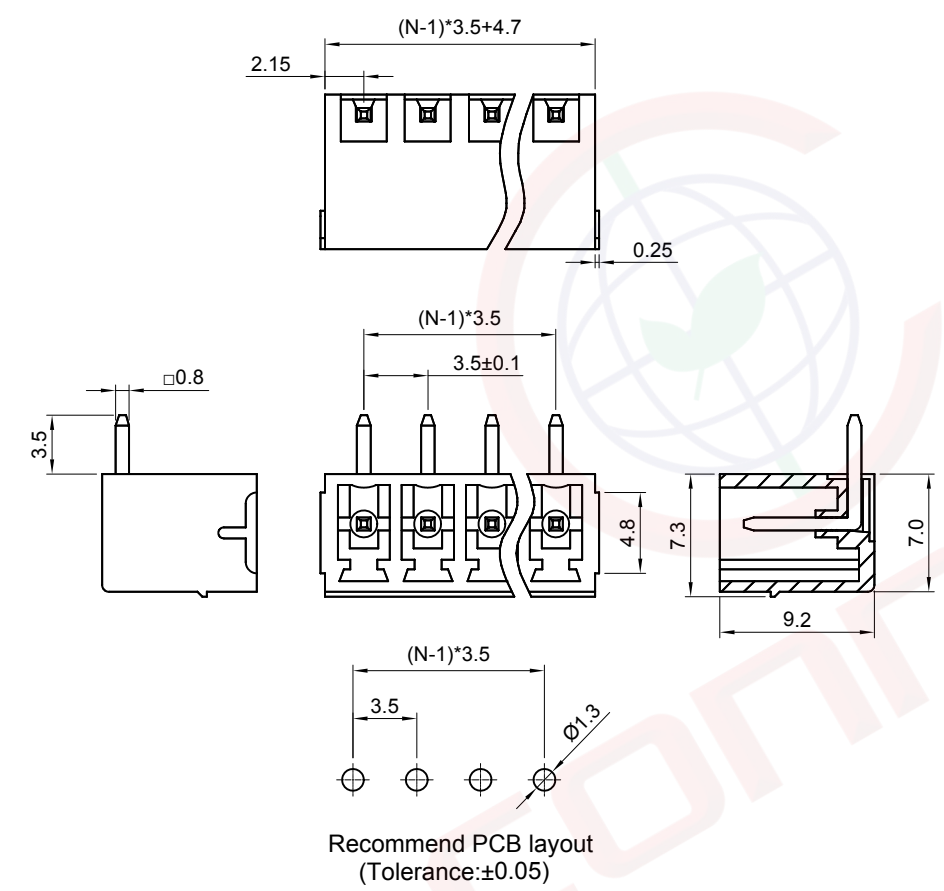 (N-1)*3.5+4.7
2.15
0.25
(N-1)*3.5
3.5±0.1
□0.8
3.5
4.8
7.3
7.0
9.2
(N-1)*3.5
3.5
Ø1.3
Recommend PCB layout
(Tolerance:±0.05)